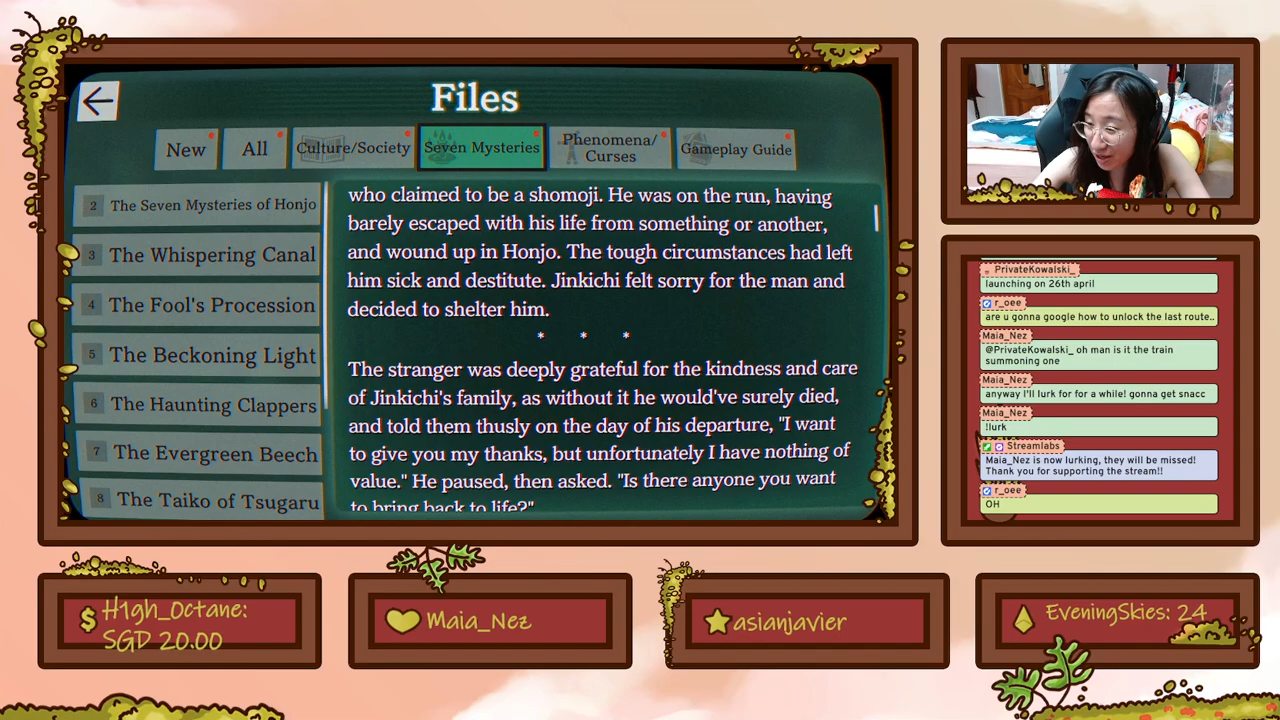 Files
New
All
Culture/Society
Seven Mysteries
Phenomena/
Curses
Gameplay Guide
2 The Seven Mysteries of Honjo
3 The Whispering Canal
4 The Fool's Procession
5 The Beckoning Light
6 The Haunting Clappers
7 The Evergreen Beech
8 The Taiko of Tsugaru
who claimed to be a shomoji. He was on the run, having
barely escaped with his life from something or another,
and wound up in Honjo. The tough circumstances had left
him sick and destitute. Jinkichi felt sorry for the man and
decided to shelter him.
* * *
The stranger was deeply grateful for the kindness and care
of Jinkichi's family, as without it he would've surely died,
and told them thusly on the day of his departure, "I want
to give you my thanks, but unfortunately I have nothing of
value." He paused, then asked. "Is there anyone you want
to bring back to life?"
PrivateKowalski_
launching on 26th april
r_oee
are u gonna google how to unlock the last route..
Maia_Nez
@PrivateKowalski_ oh man is it the train
summoning one
Maia_Nez
anyway I'll lurk for for a while! gonna get snacc
Maia_Nez
!lurk
Streamlabs
Maia_Nez is now lurking, they will be missed!
Thank you for supporting the stream!!
r_oee
OH
$ H1gh_Octane:
SGD 20.00
Maia_Nez
asianjavier
EveningSkies: 24